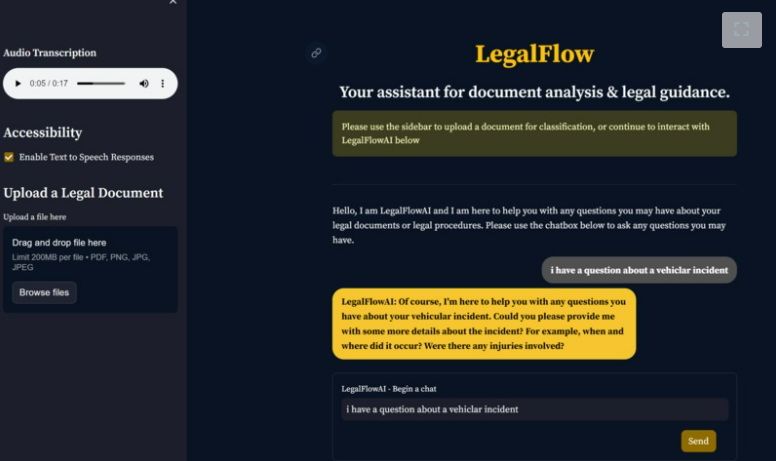 Audio Transcription
0:05 / 0:17
Accessibility
Enable Text to Speech Responses
Upload a Legal Document
Upload a file here
Drag and drop file here
Limit 200MB per file • PDF, PNG, JPG,
JPEG
Browse files
LegalFlow
Your assistant for document analysis & legal guidance.
Please use the sidebar to upload a document for classification, or continue to interact with
LegalFlowAI below
Hello, I am LegalFlowAI and I am here to help you with any questions you may have about your
legal documents or legal procedures. Please use the chatbox below to ask any questions you may
have.
i have a question about a vehiclar incident
LegalFlowAI: Of course, I'm here to help you with any questions you
have about your vehicular incident. Could you please provide me
with some more details about the incident? For example, when and
where did it occur? Were there any injuries involved?
LegalFlowAI - Begin a chat
i have a question about a vehiclar incident
Send